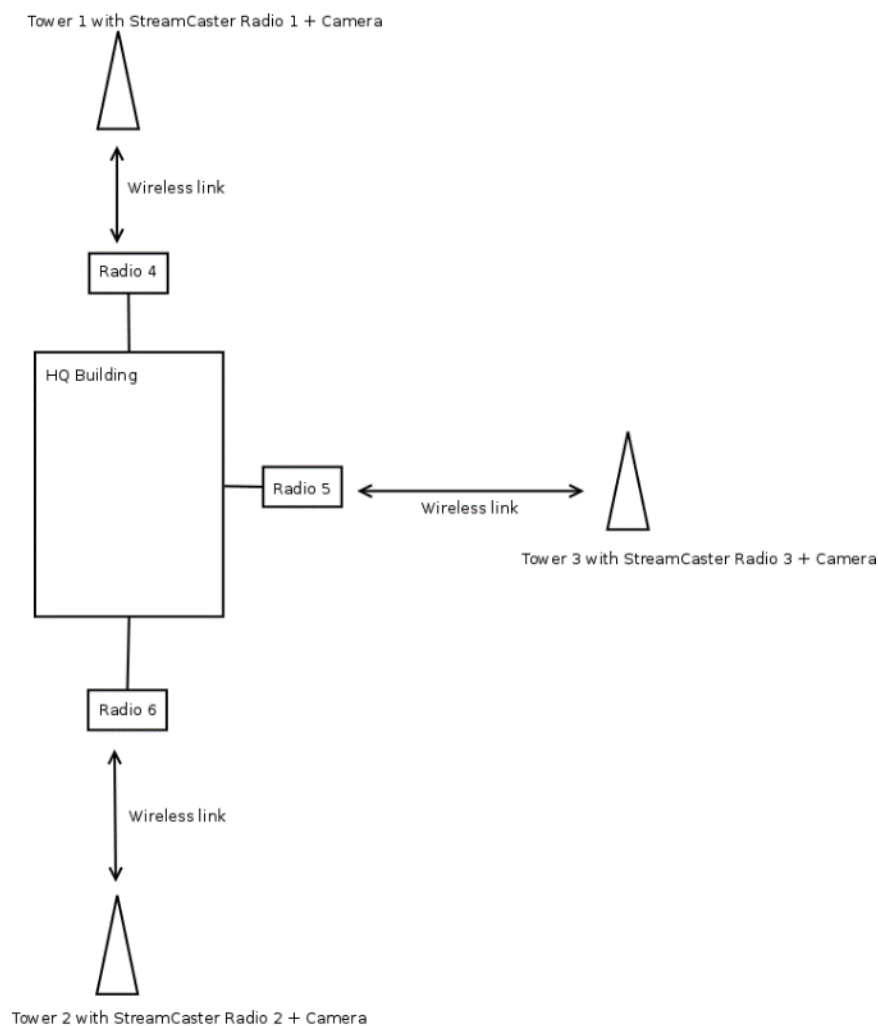 Tower 1 with StreamCaster Radio 1 + Camera
Wireless link
Radio 4
HQ Building
Radio 5
Wireless link
Tower 3 with StreamCaster Radio 3 + Camera
Radio 6
Wireless link
Tower 2 with StreamCaster Radio 2 + Camera